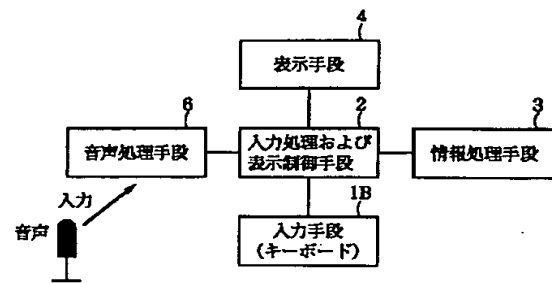 4
表示手段
6
2
3
音声処理手段
入力処理および
表示制御手段
情報処理手段
入力
1B
音声
入力手段
(キーボード)